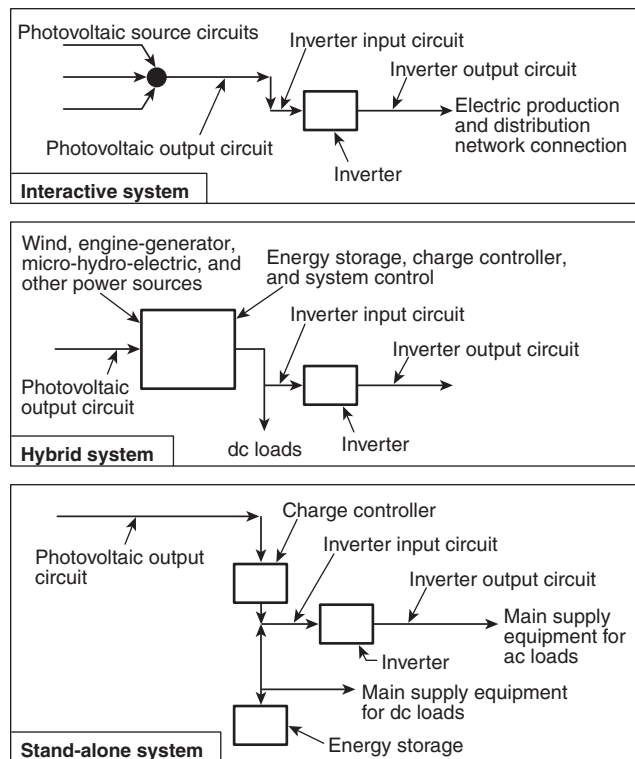 Photovoltaic source circuits
Inverter input circuit
Inverter output circuit
Electric production
and distribution
network connection
Photovoltaic output circuit
Inverter
Interactive system
Wind, engine-generator,
micro-hydro-electric, and
other power sources
Energy storage, charge controller,
and system control
Inverter input circuit
Inverter output circuit
Photovoltaic
output circuit
dc loads
Inverter
Hybrid system
Charge controller
Photovoltaic output
circuit
Inverter input circuit
Inverter output circuit
Main supply
equipment for
ac loads
Inverter
Main supply equipment
for dc loads
Energy storage
Stand-alone system